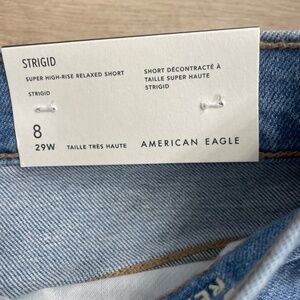 STRIGID
SUPER HIGH-RISE RELAXED SHORT
STRIGID
SHORT DÉCONTRACTÉ À
TAILLE SUPER HAUTE
STRIGID
8
29W
TAILLE TRÈS HAUTE
AMERICAN EAGLE